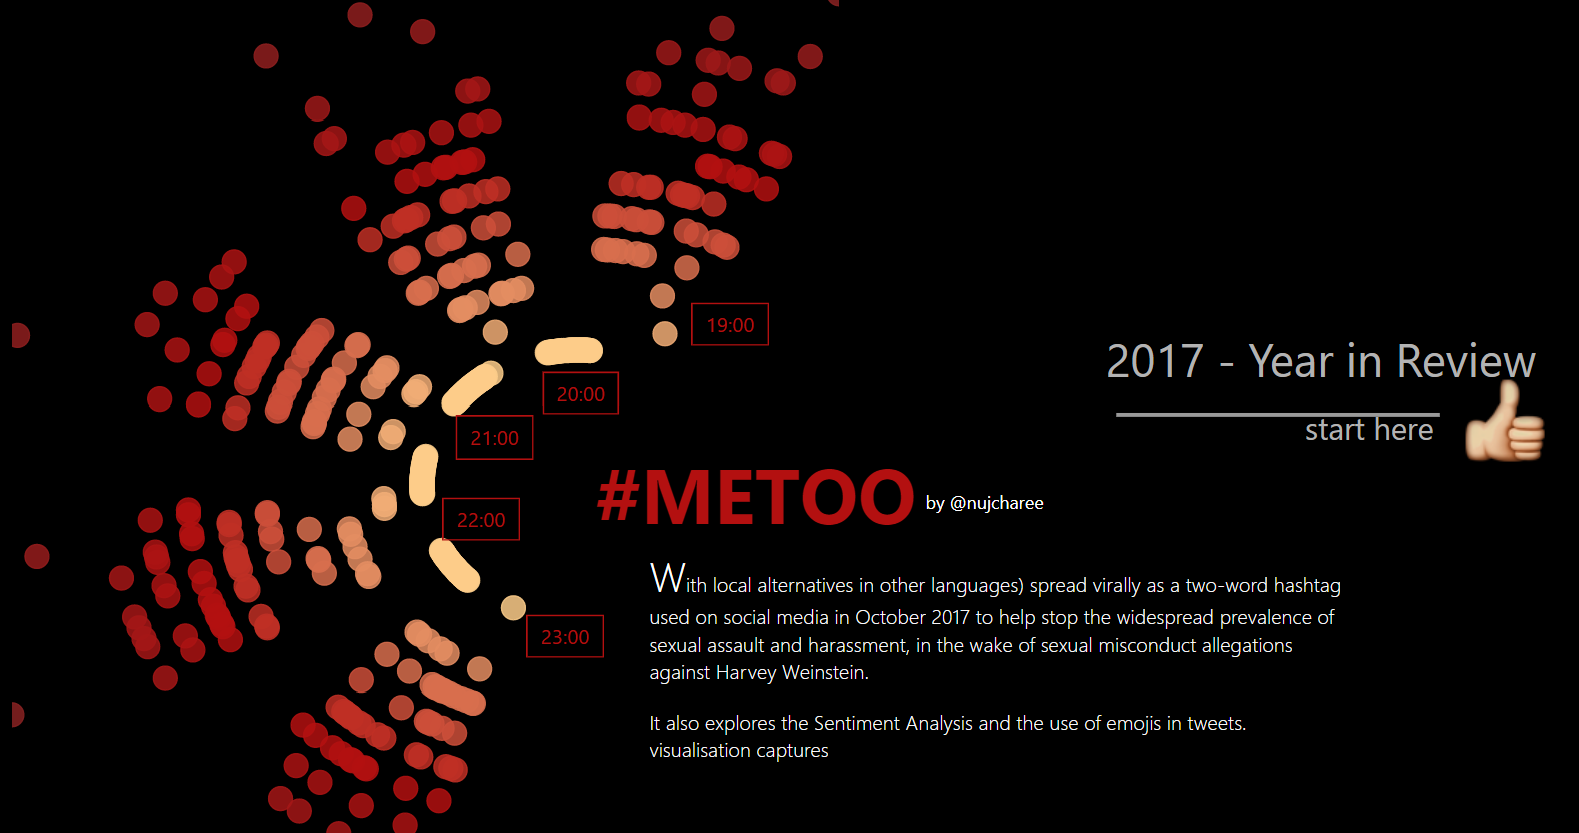 19:00
20:00
21:00
22:00
23:00
2017 - Year in Review
start here
#METOO by @nujcharee
With local alternatives in other languages) spread virally as a two-word hashtag
used on social media in October 2017 to help stop the widespread prevalence of
sexual assault and harassment, in the wake of sexual misconduct allegations
against Harvey Weinstein.
It also explores the Sentiment Analysis and the use of emojis in tweets.
visualisation captures